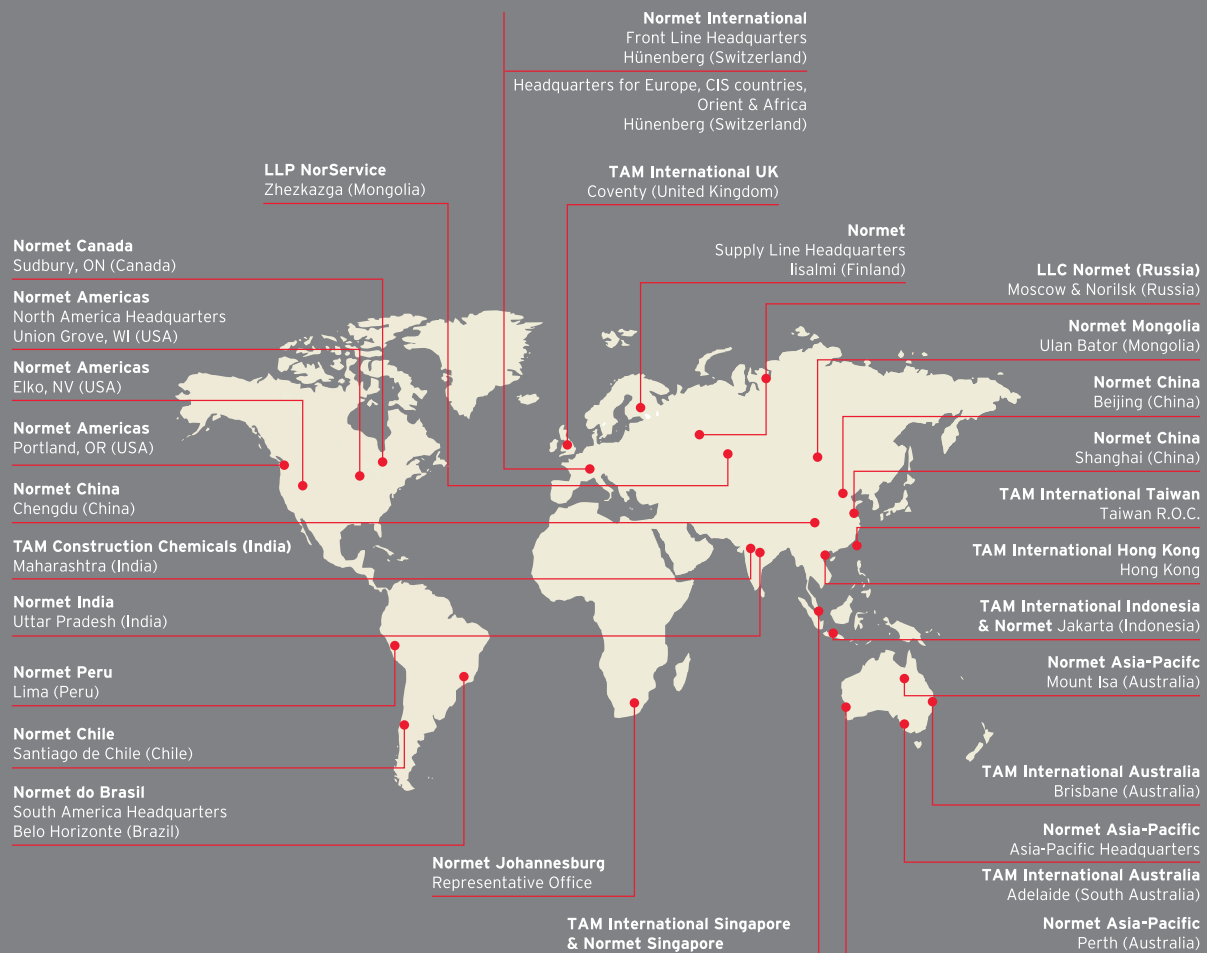 Normet International
Front Line Headquarters
Hünenberg (Switzerland)
Headquarters for Europe, CIS countries,
Orient & Africa
Hünenberg (Switzerland)
LLP NorService
Zhezkazga (Mongolia)
TAM International UK
Coventy (United Kingdom)
Normet
Supply Line Headquarters
Iisalmi (Finland)
Normet Canada
Sudbury, ON (Canada)
Normet Americas
North America Headquarters
Union Grove, WI (USA)
Normet Americas
Elko, NV (USA)
Normet Americas
Portland, OR (USA)
Normet China
Chengdu (China)
TAM Construction Chemicals (India)
Maharashtra (India)
Normet India
Uttar Pradesh (India)
Normet Peru
Lima (Peru)
Normet Chile
Santiago de Chile (Chile)
Normet do Brasil
South America Headquarters
Belo Horizonte (Brazil)
Normet Johannesburg
Representative Office
TAM International Singapore
& Normet Singapore
LLC Normet (Russia)
Moscow & Norilsk (Russia)
Normet Mongolia
Ulan Bator (Mongolia)
Normet China
Beijing (China)
Normet China
Shanghai (China)
TAM International Taiwan
Taiwan R.O.C.
TAM International Hong Kong
Hong Kong
TAM International Indonesia
& Normet Jakarta (Indonesia)
Normet Asia-Pacifc
Mount Isa (Australia)
TAM International Australia
Brisbane (Australia)
Normet Asia-Pacific
Asia-Pacific Headquarters
TAM International Australia
Adelaide (South Australia)
Normet Asia-Pacific
Perth (Australia)